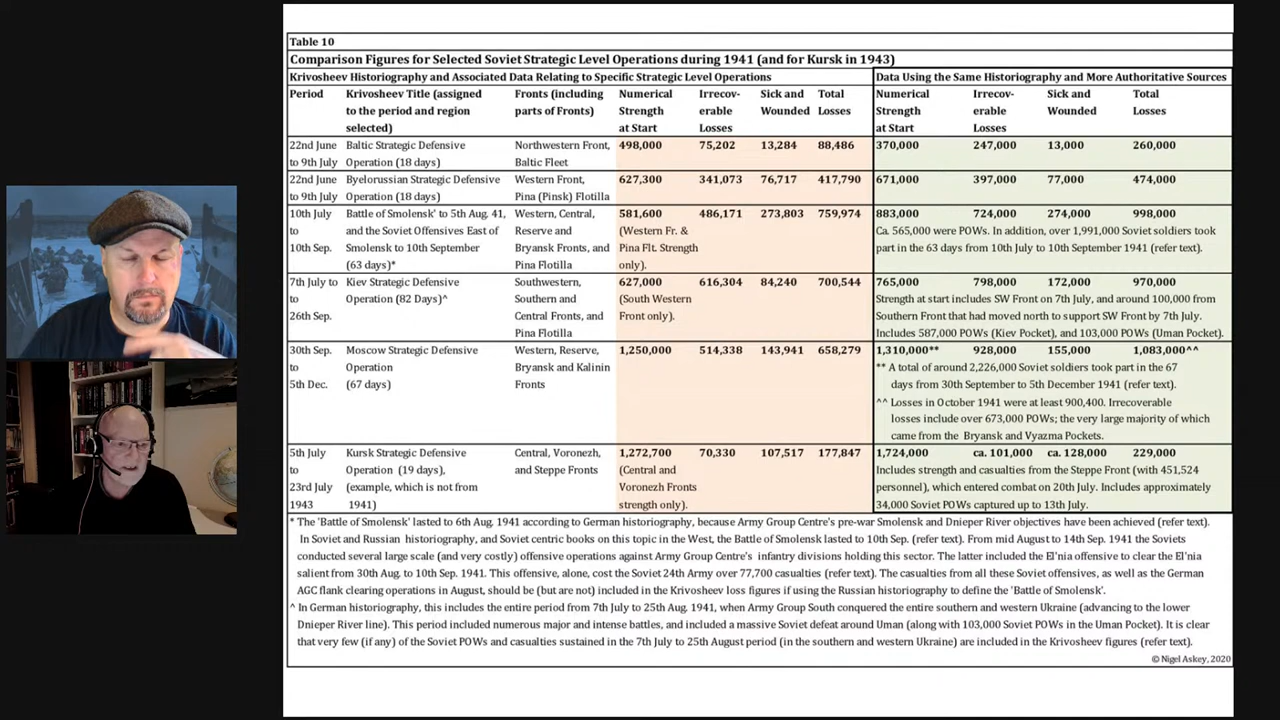 Table 10
Comparison Figures for Selected Soviet Strategic Level Operations during 1941 (and for Kursk in 1943)
Krivosheev Historiography and Associated Data Relating to Specific Strategic Level Operations
Data Using the Same Historiography and More Authoritative Sources
Period Krivosheev Title (assigned Fronts (including Numerical Irrecov- Sick and Total Numerical Irrecov- Sick and Total
to the period and region parts of Fronts) Strength erable Wounded Losses Strength erable Wounded Losses
selected) at Start Losses at Start Losses
22nd June Baltic Strategic Defensive Northwestern Front, 498,000 75,202 13,284 88,486 370,000 247,000 13,000 260,000
to 9th July Operation (18 days) Baltic Fleet
22nd June Byelorussian Strategic Defensive Western Front, 627,300 341,073 76,717 417,790 671,000 397,000 77,000 474,000
to 9th July Operation (18 days) Pina (Pinsk) Flotilla
10th July Battle of Smolensk' to 5th Aug. 41, Western, Central, 581,600 486,171 273,803 759,974 883,000 724,000 274,000 998,000
to and the Soviet Offensives East of Reserve and (Western Fr. & Ca. 565,000 were POWs. In addition, over 1,991,000 Soviet soldiers took
10th Sep. Smolensk to 10th September Bryansk Fronts, and Pina Flt. Strength part in the 63 days from 10th July to 10th September 1941 (refer text).
(63 days)* Pina Flotilla only).
7th July to Kiev Strategic Defensive Southwestern, 627,000 616,304 84,240 700,544 765,000 798,000 172,000 970,000
to Operation (82 Days)^ Southern and (South Western Strength at start includes SW Front on 7th July, and around 100,000 from
26th Sep. Central Fronts, and Front only). Southern Front that had moved north to support SW Front by 7th July.
Pina Flotilla Includes 587,000 POWs (Kiev Pocket), and 103,000 POWs (Uman Pocket).
30th Sep. Moscow Strategic Defensive Western, Reserve, 1,250,000 514,338 143,941 658,279 1,310,000** 928,000 155,000 1,083,000^^
to Operation Bryansk and Kalinin ** A total of around 2,226,000 Soviet soldiers took part in the 67
5th Dec. (67 days) Fronts days from 30th September to 5th December 1941 (refer text).
^^ Losses in October 1941 were at least 900,400. Irrecoverable
losses include over 673,000 POWs; the very large majority of which
came from the Bryansk and Vyazma Pockets.
5th July Kursk Strategic Defensive Central, Voronezh, 1,272,700 70,330 107,517 177,847 1,724,000 ca. 101,000 ca. 128,000 229,000
to Operation (19 days), and Steppe Fronts (Central and Includes strength and casualties from the Steppe Front (with 451,524
23rd July (example, which is not from Voronezh Fronts personnel), which entered combat on 20th July. Includes approximately
1943 1941) strength only). 34,000 Soviet POWs captured up to 13th July.
* The 'Battle of Smolensk' lasted to 6th Aug. 1941 according to German historiography, because Army Group Centre's pre-war Smolensk and Dnieper River objectives have been achieved (refer text).
In Soviet and Russian historiography, and Soviet centric books on this topic in the West, the Battle of Smolensk lasted to 10th Sep. (refer text). From mid August to 14th Sep. 1941 the Soviets
conducted several large scale (and very costly) offensive operations against Army Group Centre's infantry divisions holding this sector. The latter included the El'nia offensive to clear the El'nia
salient from 30th Aug. to 10th Sep. 1941. This offensive, alone, cost the Soviet 24th Army over 77,700 casualties (refer text). The casualties from all these Soviet offensives, as well as the German
AGC flank clearing operations in August, should be (but are not) included in the Krivosheev loss figures if using the Russian historiography to define the 'Battle of Smolensk'.
^ In German historiography, this includes the entire period from 7th July to 25th Aug. 1941, when Army Group South conquered the entire southern and western Ukraine (advancing to the lower
Dnieper River line). This period included numerous major and intense battles, and included a massive Soviet defeat around Uman (along with 103,000 Soviet POWs in the Uman Pocket). It is clear
that very few (if any) of the Soviet POWs and casualties sustained in the 7th July to 25th August period (in the southern and western Ukraine) are included in the Krivosheev figures (refer text).
© Nigel Askey, 2020